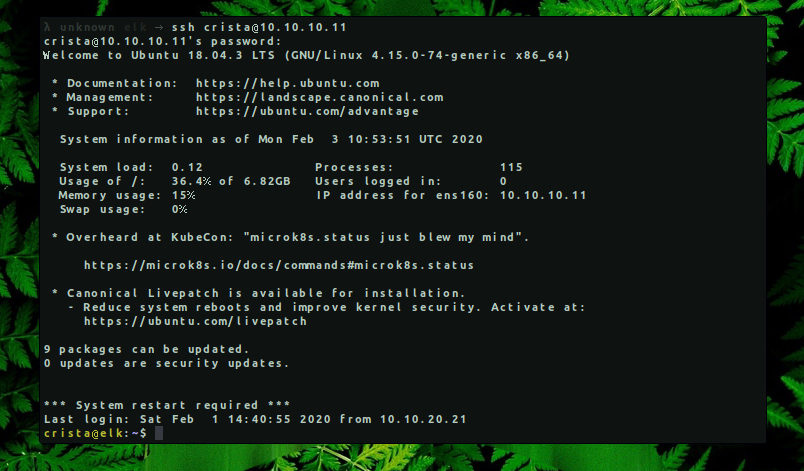 λ unknown elk → ssh crista@10.10.10.11
crista@10.10.10.11's password:
Welcome to Ubuntu 18.04.3 LTS (GNU/Linux 4.15.0-74-generic x86_64)
* Documentation:  https://help.ubuntu.com
* Management:     https://landscape.canonical.com
* Support:        https://ubuntu.com/advantage
System information as of Mon Feb  3 10:53:51 UTC 2020
System load:  0.12              Processes:            115
Usage of /:   36.4% of 6.82GB   Users logged in:      0
Memory usage: 15%               IP address for ens160: 10.10.10.11
Swap usage:   0%
* Overheard at KubeCon: "microk8s.status just blew my mind".
https://microk8s.io/docs/commands#microk8s.status
* Canonical Livepatch is available for installation.
- Reduce system reboots and improve kernel security. Activate at:
https://ubuntu.com/livepatch
9 packages can be updated.
0 updates are security updates.
*** System restart required ***
Last login: Sat Feb  1 14:40:55 2020 from 10.10.20.21
crista@elk:~$